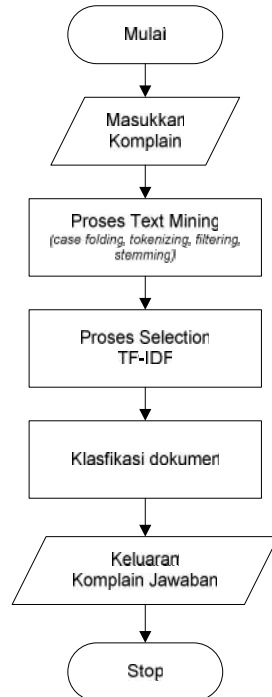 Mulai
Masukkan
Komplain
Proses Text Mining
(case folding, tokenizing, filtering,
stemming)
Proses Selection
TF-IDF
Klasfikasi dokumen
Keluaran
Komplain Jawaban
Stop